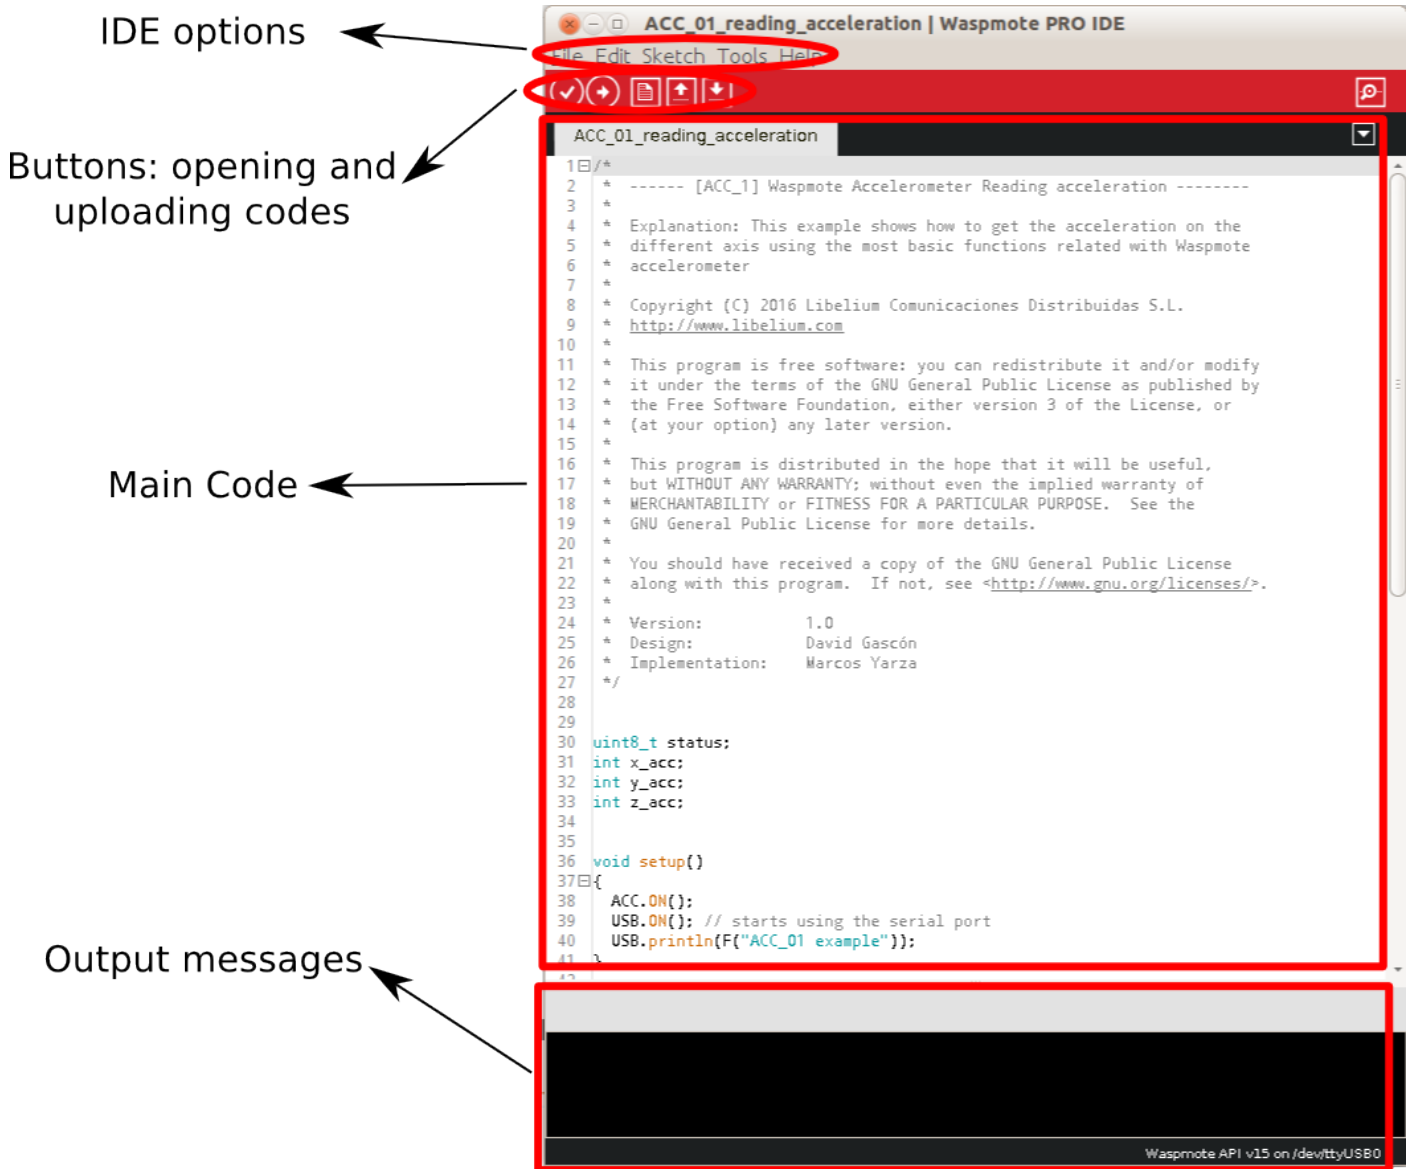 IDE options
Buttons: opening and
uploading codes
Main Code
Output messages
ACC_01_reading_acceleration | Waspmote PRO IDE
File Edit Sketch Tools Help
ACC_01_reading_acceleration
1 /*
2 * ------ [ACC_1] Waspmote Accelerometer Reading acceleration --------
3 *
4 * Explanation: This example shows how to get the acceleration on the
5 * different axis using the most basic functions related with Waspmote
6 * accelerometer
7 *
8 * Copyright (C) 2016 Libelium Comunicaciones Distribuidas S.L.
9 * http://www.libelium.com
10 *
11 * This program is free software: you can redistribute it and/or modify
12 * it under the terms of the GNU General Public License as published by
13 * the Free Software Foundation, either version 3 of the License, or
14 * (at your option) any later version.
15 *
16 * This program is distributed in the hope that it will be useful,
17 * but WITHOUT ANY WARRANTY; without even the implied warranty of
18 * MERCHANTABILITY or FITNESS FOR A PARTICULAR PURPOSE.  See the
19 * GNU General Public License for more details.
20 *
21 * You should have received a copy of the GNU General Public License
22 * along with this program.  If not, see <http://www.gnu.org/licenses/>.
23 *
24 * Version: 1.0
25 * Design: David Gascón
26 * Implementation: Marcos Yarza
27 */
28
29
30 uint8_t status;
31 int x_acc;
32 int y_acc;
33 int z_acc;
34
35
36 void setup()
37 {
38 ACC.ON();
39 USB.ON(); // starts using the serial port
40 USB.println(F("ACC_01 example"));
41 }
42
Waspmote API v15 on /dev/ttyUSB0